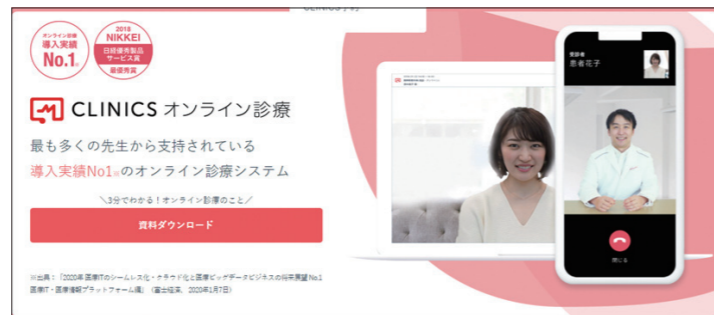 オンライン診療
導入実績
No.1※
2018
NIKKEI
日経優秀製品
サービス賞
最優秀賞
CLINICS オンライン診療
最も多くの先生から支持されている
導入実績No1※のオンライン診療システム
＼3分でわかる！オンライン診療のこと／
資料ダウンロード
※出典：「2020年 医療ITのシームレス化・クラウド化と医療ビッグデータビジネスの将来展望 No.1
医療IT・医療情報プラットフォーム編」（富士経済、2020年1月7日）
受診者
患者花子
閉じる